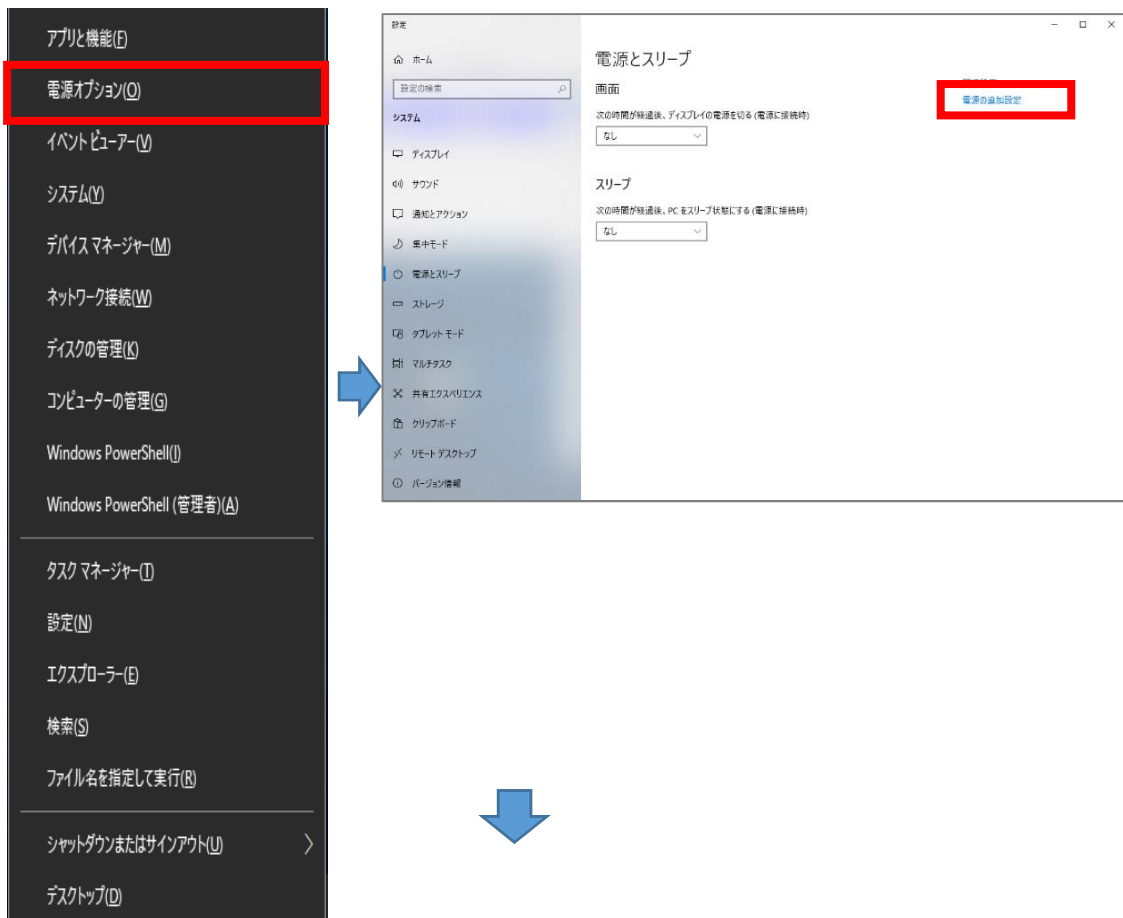 アプリと機能(F)
電源オプション(O)
イベント ビューアー(V)
システム(Y)
デバイス マネージャー(M)
ネットワーク接続(W)
ディスクの管理(K)
コンピューターの管理(G)
Windows PowerShell(I)
Windows PowerShell (管理者)(A)
タスク マネージャー(T)
設定(N)
エクスプローラー(E)
検索(S)
ファイル名を指定して実行(R)
シャットダウンまたはサインアウト(U)
デスクトップ(D)
設定
ホーム
設定の検索
システム
ディスプレイ
サウンド
通知とアクション
集中モード
電源とスリープ
ストレージ
タブレット モード
マルチタスク
共有エクスペリエンス
クリップボード
リモート デスクトップ
バージョン情報
電源とスリープ
画面
次の時間が経過後、ディスプレイの電源を切る (電源に接続時)
なし
スリープ
次の時間が経過後、PC をスリープ状態にする (電源に接続時)
なし
電源の追加設定